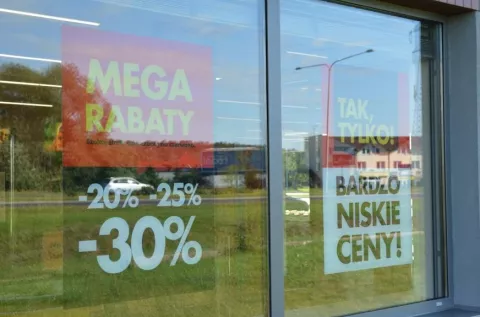 MEGA
RABATY
-20% -25%
-30%
TAK,
TYLKO!
BARDZO
NISKIE
CENY!